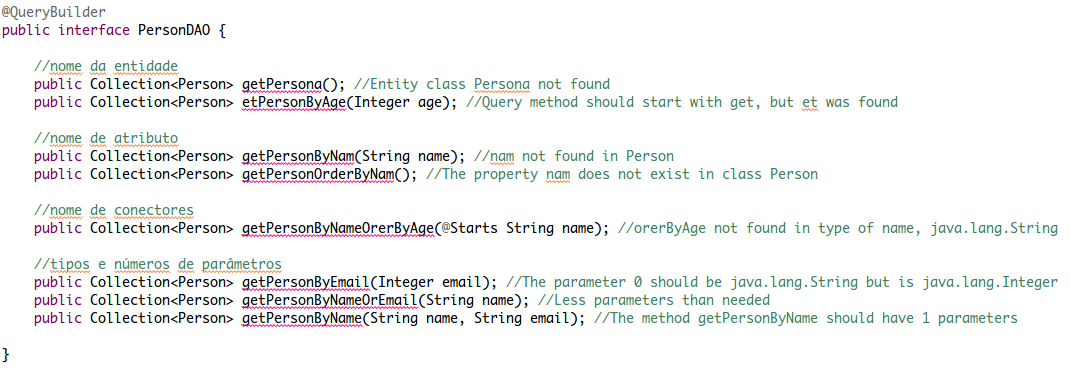 @QueryBuilder
public interface PersonDAO {
//nome da entidade
public Collection<Person> getPersona(); //Entity class Persona not found
public Collection<Person> etPersonByAge(Integer age); //Query method should start with get, but et was found
//nome de atributo
public Collection<Person> getPersonByNam(String name); //nam not found in Person
public Collection<Person> getPersonOrderByNam(); //The property nam does not exist in class Person
//nome de conectores
public Collection<Person> getPersonByNameOrerByAge(@Starts String name); //orerByAge not found in type of name, java.lang.String
//tipos e números de parâmetros
public Collection<Person> getPersonByEmail(Integer email); //The parameter 0 should be java.lang.String but is java.lang.Integer
public Collection<Person> getPersonByNameOrEmail(String name); //Less parameters than needed
public Collection<Person> getPersonByName(String name, String email); //The method getPersonByName should have 1 parameters
}